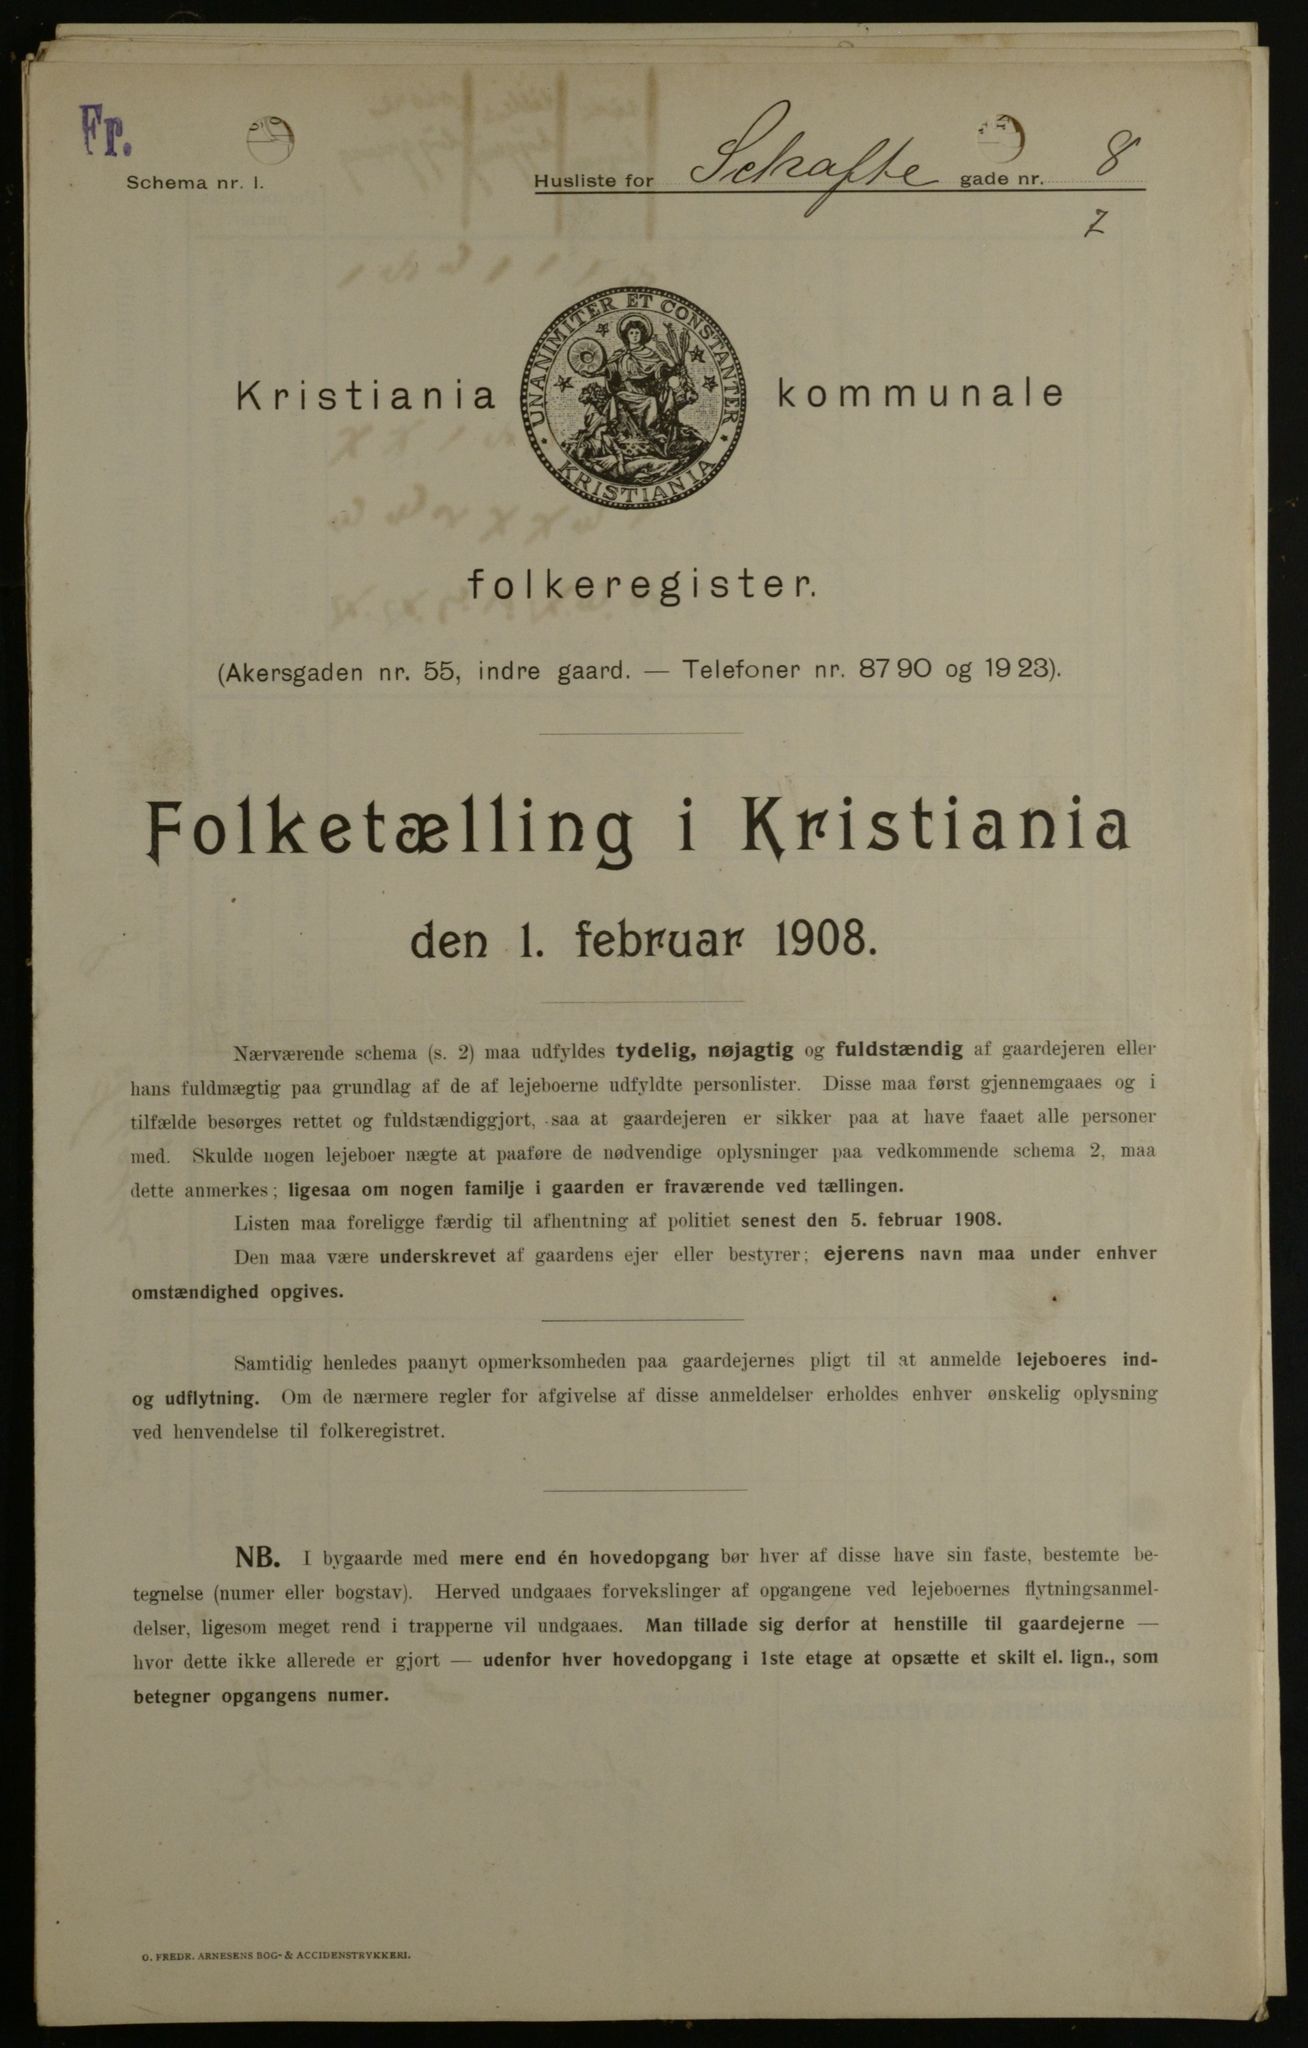 Fr.
Schema nr. 1.
Husliste for Schafte gade nr. 8
7
UNANIMITER ET CONSTANTER
KRISTIANIA
Kristiania kommunale
folkeregister.
(Akersgaden nr. 55, indre gaard. — Telefoner nr. 87 90 og 19 23).
Folketælling i Kristiania
den 1. februar 1908.
Nærværende schema (s. 2) maa udfyldes tydelig, nøjagtig og fuldstændig af gaardejeren eller
hans fuldmægtig paa grundlag af de af lejeboerne udfyldte personlister. Disse maa først gjennemgaaes og i
tilfælde besørges rettet og fuldstændiggjort, saa at gaardejeren er sikker paa at have faaet alle personer
med. Skulde nogen lejeboer nægte at paaføre de nødvendige oplysninger paa vedkommende schema 2, maa
dette anmerkes; ligesaa om nogen familje i gaarden er fraværende ved tællingen.
Listen maa foreligge færdig til afhentning af politiet senest den 5. februar 1908.
Den maa være underskrevet af gaardens ejer eller bestyrer; ejerens navn maa under enhver
omstændighed opgives.
Samtidig henledes paanyt opmerksomheden paa gaardejernes pligt til at anmelde lejeboeres ind-
og udflytning. Om de nærmere regler for afgivelse af disse anmeldelser erholdes enhver ønskelig oplysning
ved henvendelse til folkeregistret.
NB. I bygaarde med mere end én hovedopgang bør hver af disse have sin faste, bestemte be-
tegnelse (numer eller bogstav). Herved undgaaes forvekslinger af opgangene ved lejeboernes flytningsanmel-
delser, ligesom meget rend i trapperne vil undgaaes. Man tillade sig derfor at henstille til gaardejerne —
hvor dette ikke allerede er gjort — udenfor hver hovedopgang i 1ste etage at opsætte et skilt el. lign., som
betegner opgangens numer.
O. FREDR. ARNESENS BOG- & ACCIDENSTRYKKERI.